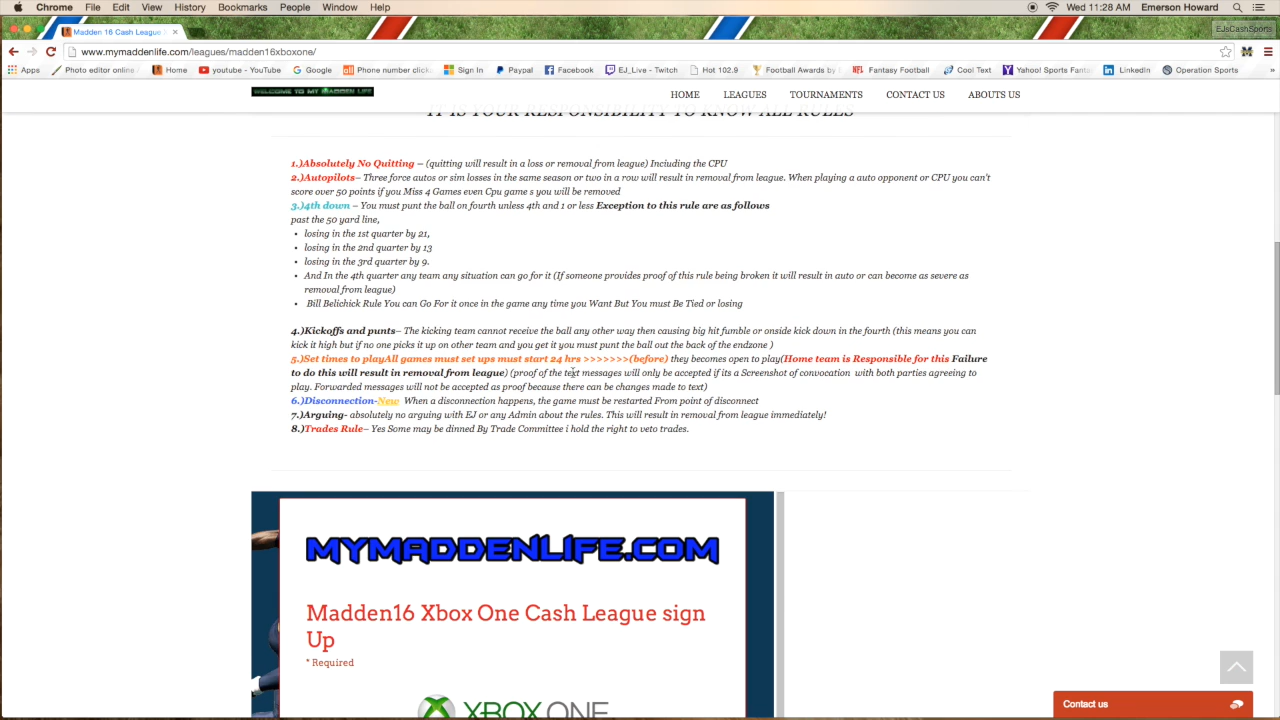 Chrome File Edit View History Bookmarks People Window Help Wed 11:28 AM Emerson Howard
Madden 16 Cash League EJsCashSports
www.mymaddenlife.com/leagues/madden16xboxone/
Apps Photo editor online / Home youtube - YouTube Google Phone number click Sign In Paypal Facebook EJ_Live - Twitch Hot 102.9 Football Awards by Fantasy Football Cool Text Yahoo! Sports Fanta LinkedIn Operation Sports »
WELCOME TO MY MADDEN LIFE HOME LEAGUES TOURNAMENTS CONTACT US ABOUTS US
IT IS YOUR RESPONSIBILITY TO KNOW ALL RULES
1.)Absolutely No Quitting – (quitting will result in a loss or removal from league) Including the CPU
2.)Autopilots– Three force autos or sim losses in the same season or two in a row will result in removal from league. When playing a auto opponent or CPU you can't
score over 50 points if you Miss 4 Games even Cpu game s you will be removed
3.)4th down – You must punt the ball on fourth unless 4th and 1 or less Exception to this rule are as follows
past the 50 yard line,
• losing in the 1st quarter by 21,
• losing in the 2nd quarter by 13
• losing in the 3rd quarter by 9.
• And In the 4th quarter any team any situation can go for it (If someone provides proof of this rule being broken it will result in auto or can become as severe as
removal from league)
• Bill Belichick Rule You can Go For it once in the game any time you Want But You must Be Tied or losing
4.)Kickoffs and punts– The kicking team cannot receive the ball any other way then causing big hit fumble or onside kick down in the fourth (this means you can
kick it high but if no one picks it up on other team and you get it you must punt the ball out the back of the endzone )
5.)Set times to playAll games must set ups must start 24 hrs >>>>>>>(before) they becomes open to play(Home team is Responsible for this Failure
to do this will result in removal from league) (proof of the text messages will only be accepted if its a Screenshot of convocation with both parties agreeing to
play. Forwarded messages will not be accepted as proof because there can be changes made to text)
6.)Disconnection-New When a disconnection happens, the game must be restarted From point of disconnect
7.)Arguing- absolutely no arguing with EJ or any Admin about the rules. This will result in removal from league immediately!
8.)Trades Rule– Yes Some may be dinned By Trade Committee i hold the right to veto trades.
MYMADDENLIFE.COM
Madden16 Xbox One Cash League sign
Up
* Required
XBOX ONE
Contact us